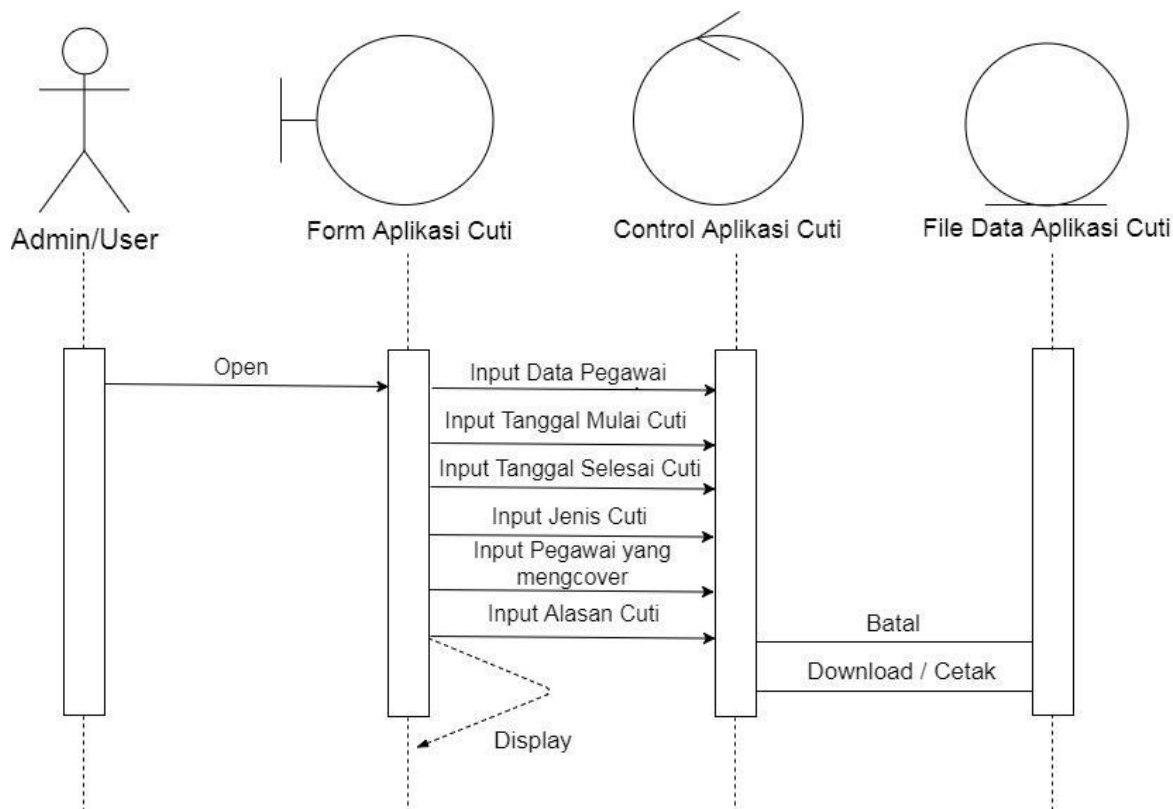 Admin/User
Form Aplikasi Cuti
Control Aplikasi Cuti
File Data Aplikasi Cuti
Open
Input Data Pegawai
Input Tanggal Mulai Cuti
Input Tanggal Selesai Cuti
Input Jenis Cuti
Input Pegawai yang
mengcover
Input Alasan Cuti
Batal
Download / Cetak
Display